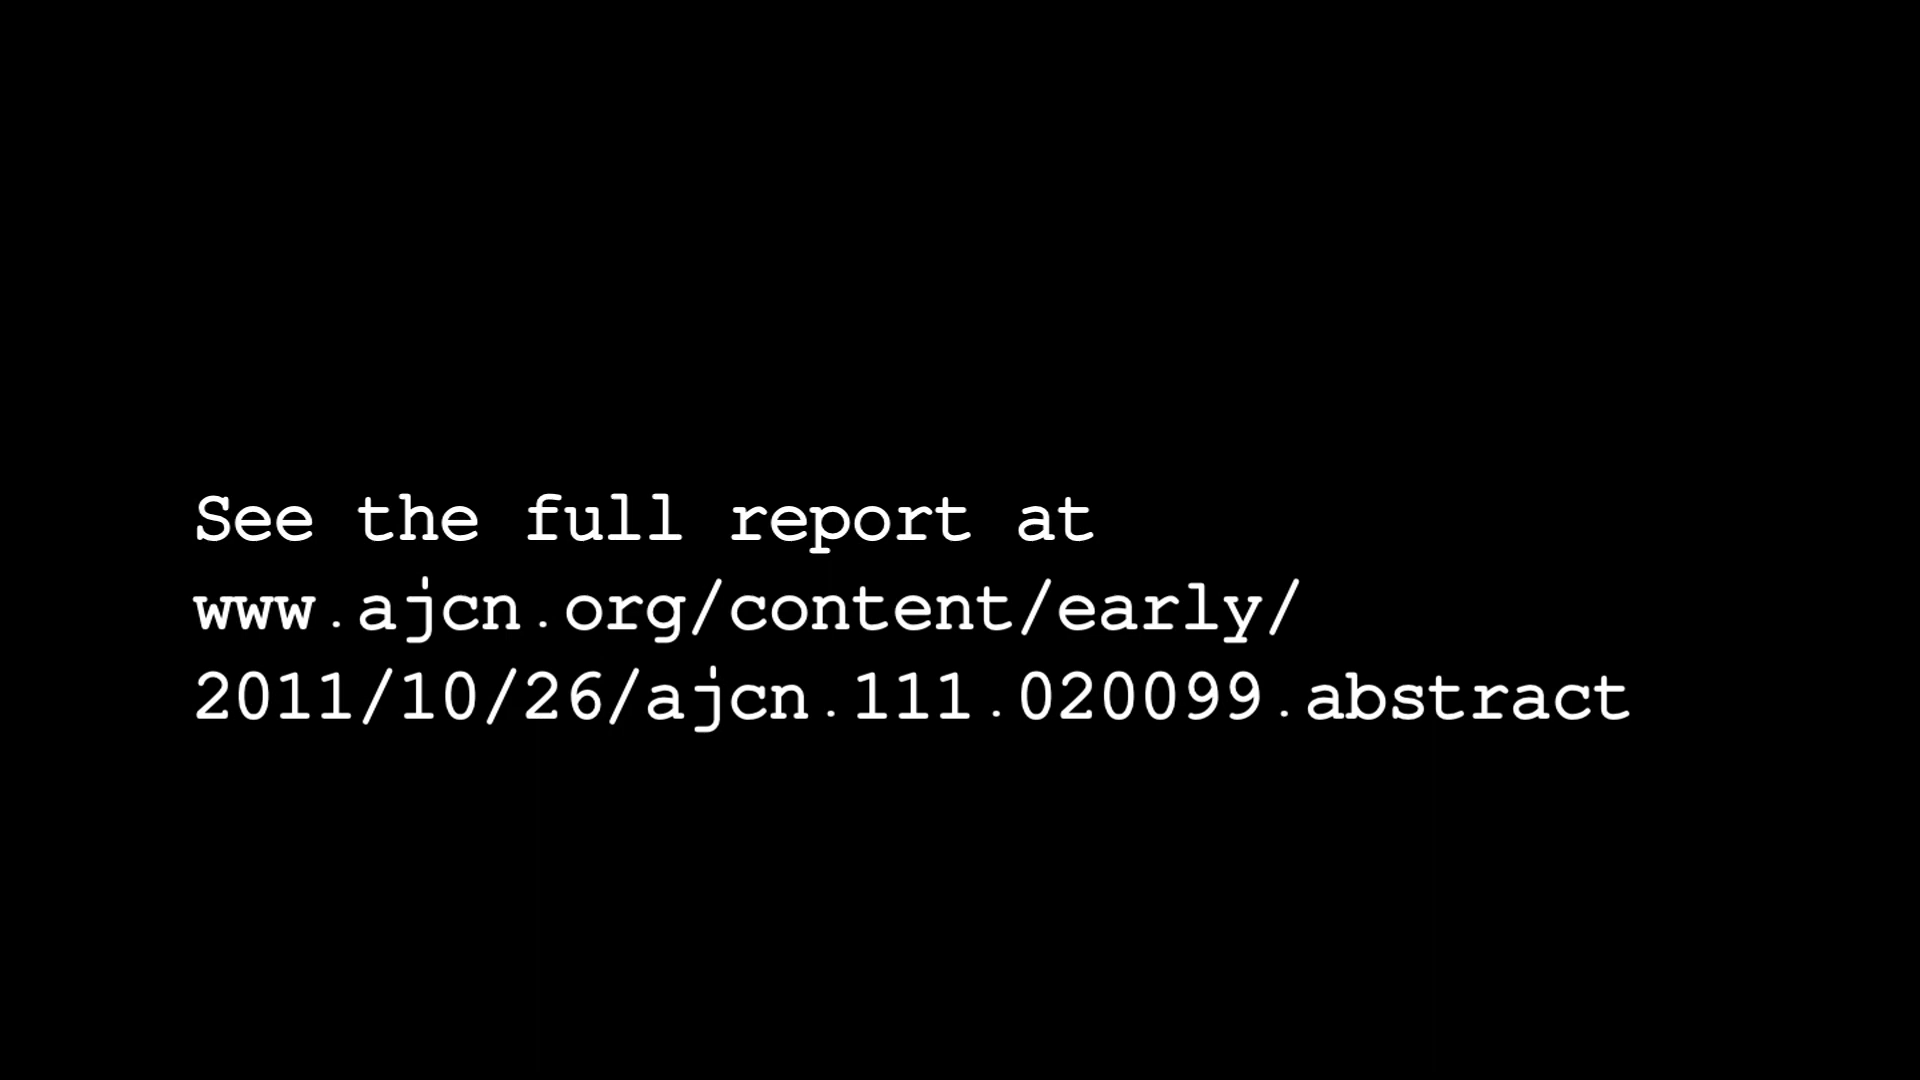 See the full report at
www.ajcn.org/content/early/
2011/10/26/ajcn.111.020099.abstract